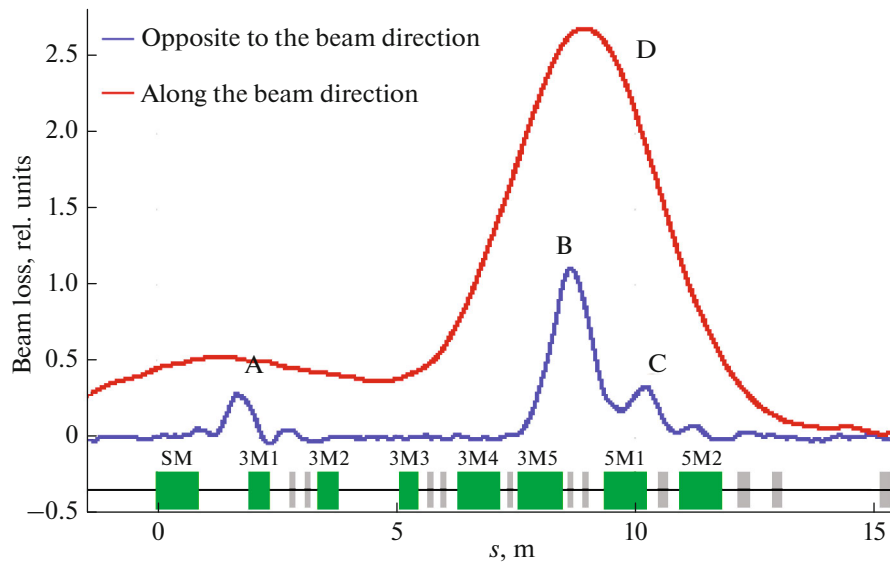 Opposite to the beam direction
Along the beam direction
Beam loss, rel. units
2.5
2.0
1.5
1.0
0.5
0
−0.5
A
B
C
D
SM
3M1
3M2
3M3
3M4
3M5
5M1
5M2
0
5
10
15
s, m